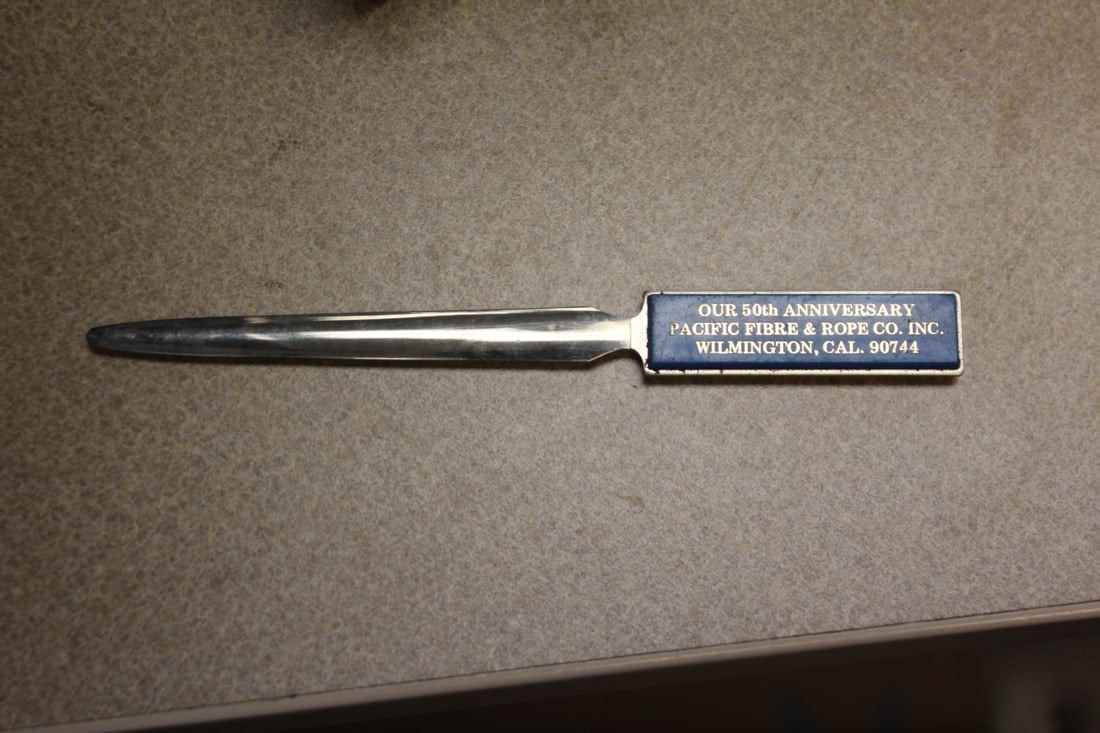 OUR 50th ANNIVERSARY
PACIFIC FIBRE & ROPE CO. INC.
WILMINGTON, CAL. 90744